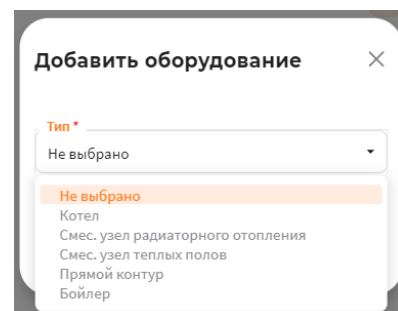 Добавить оборудование
Тип *
Не выбрано
Не выбрано
Котел
Смес. узел радиаторного отопления
Смес. узел теплых полов
Прямой контур
Бойлер